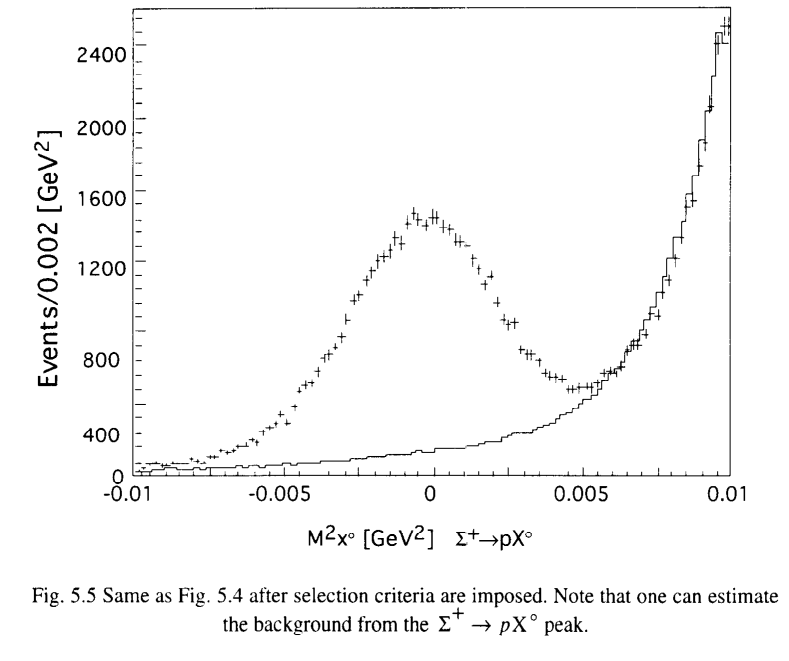 2400
2000
1600
1200
800
400
0
Events/0.002 [GeV²]
-0.01 -0.005 0 0.005 0.01
M²x° [GeV²] Σ⁺→pX°
Fig. 5.5 Same as Fig. 5.4 after selection criteria are imposed. Note that one can estimate
the background from the Σ⁺ → pX° peak.